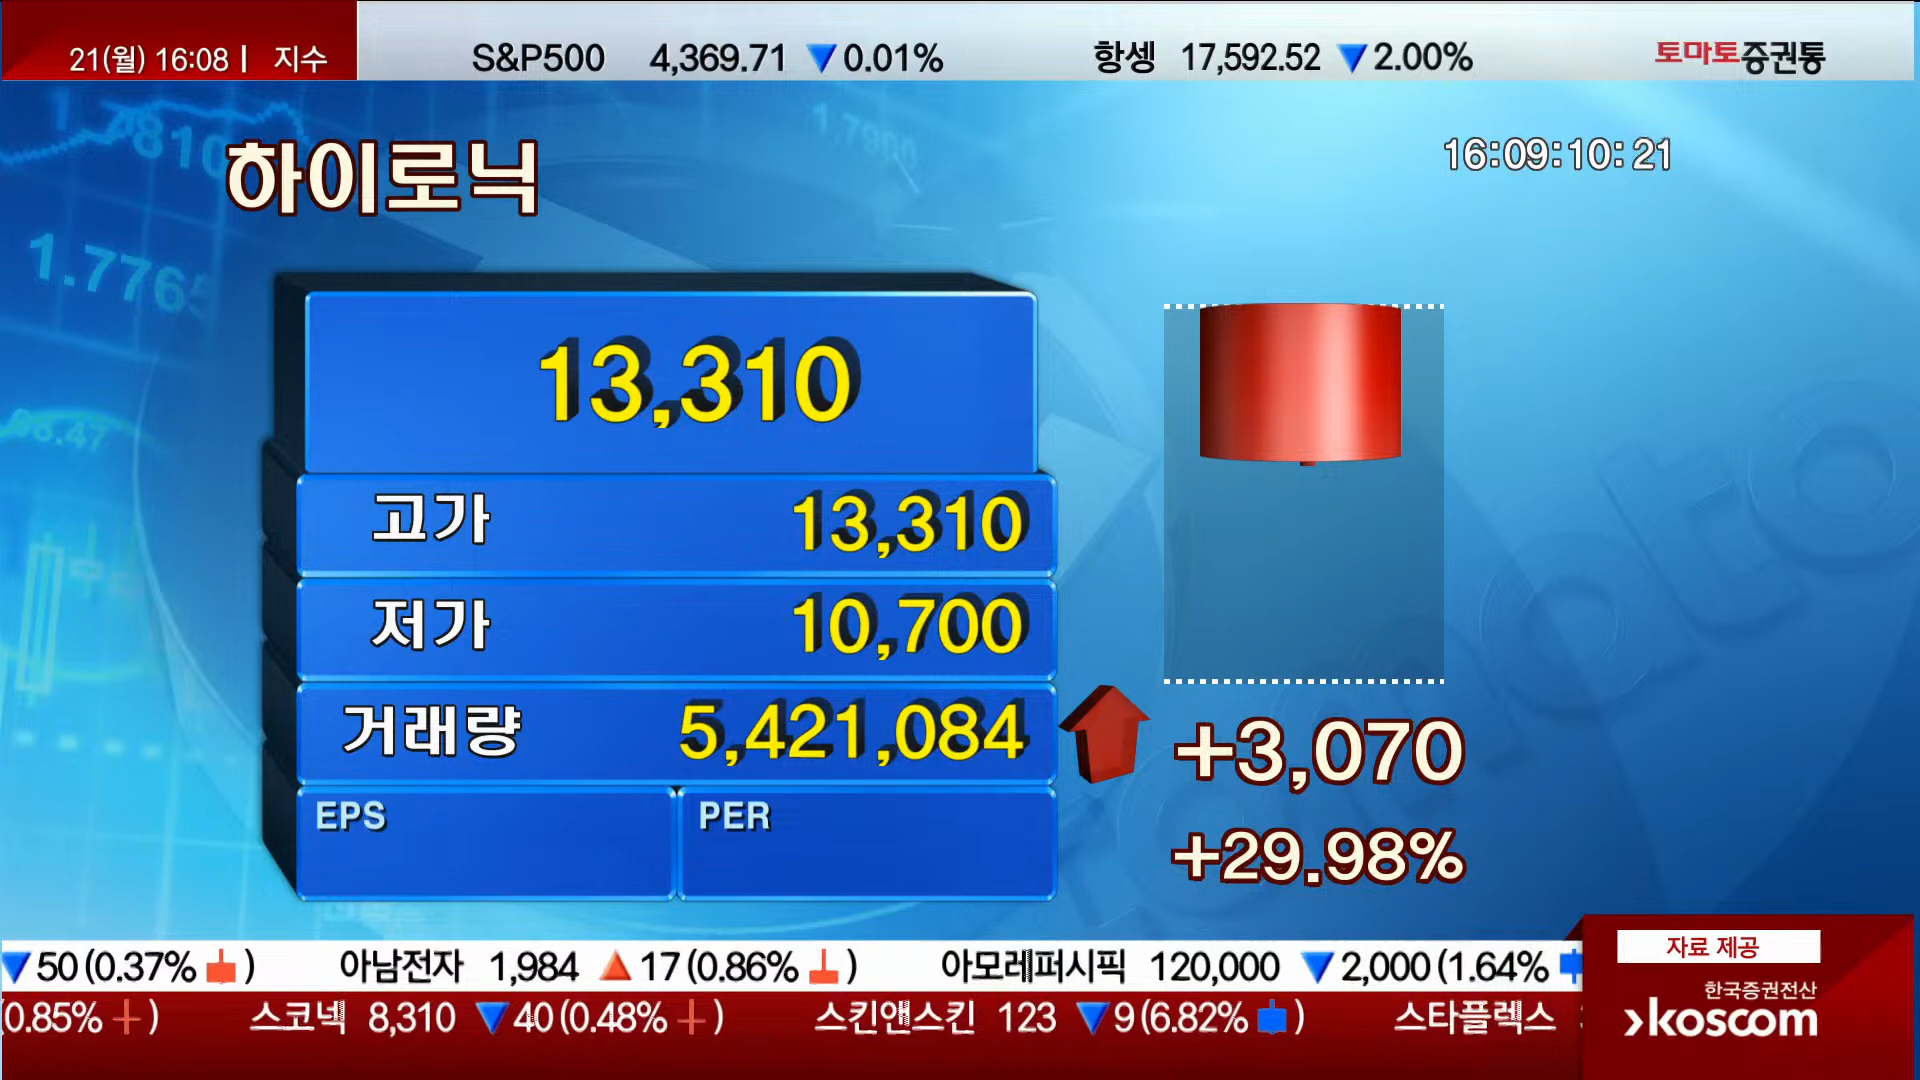 21(월) 16:08 | 지수 S&P500 4,369.71 ▼0.01% 항셍 17,592.52 ▼2.00% 토마토증권통
16:09:10:21
하이로닉
13,310
고가 13,310
저가 10,700
거래량 5,421,084
+3,070
+29.98%
EPS PER
▼50(0.37% ) 아남전자 1,984 ▲17(0.86% ) 아모레퍼시픽 120,000 ▼2,000(1.64%
(0.85% ) 스코넥 8,310 ▼40(0.48% ) 스킨앤스킨 123 ▼9(6.82% ) 스타플렉스
자료 제공
한국증권전산
koscom